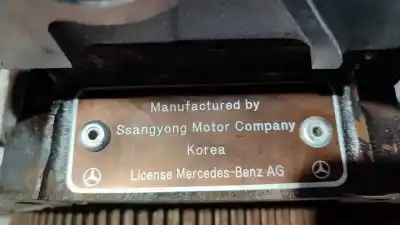 Manufactured by
Ssangyong Motor Company
Korea
License Mercedes-Benz AG